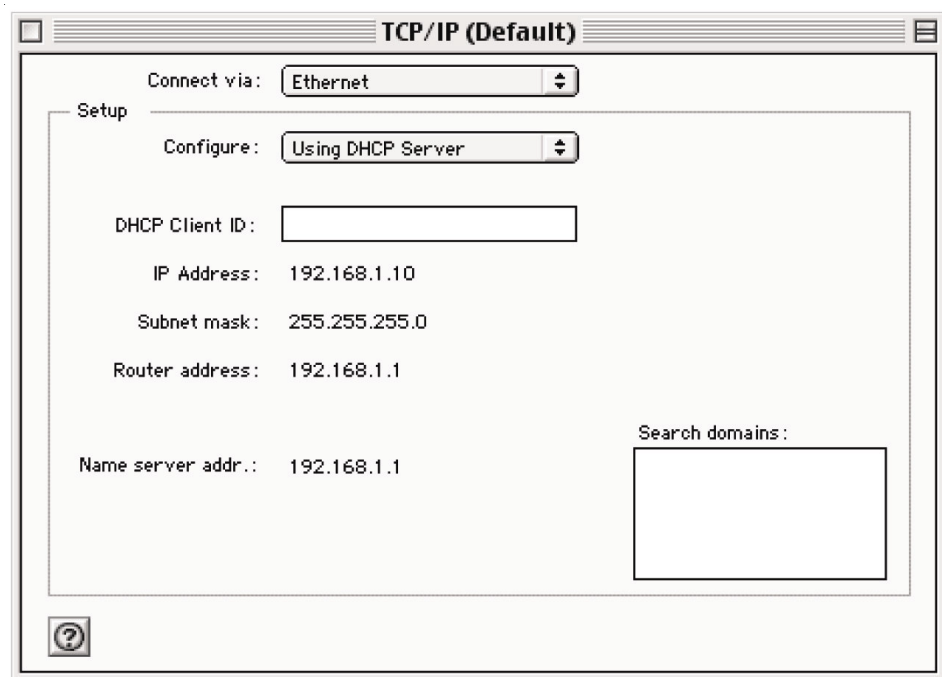 TCP/IP (Default)
Connect via: Ethernet
Setup
Configure: Using DHCP Server
DHCP Client ID:
IP Address: 192.168.1.10
Subnet mask: 255.255.255.0
Router address: 192.168.1.1
Search domains:
Name server addr.: 192.168.1.1
?